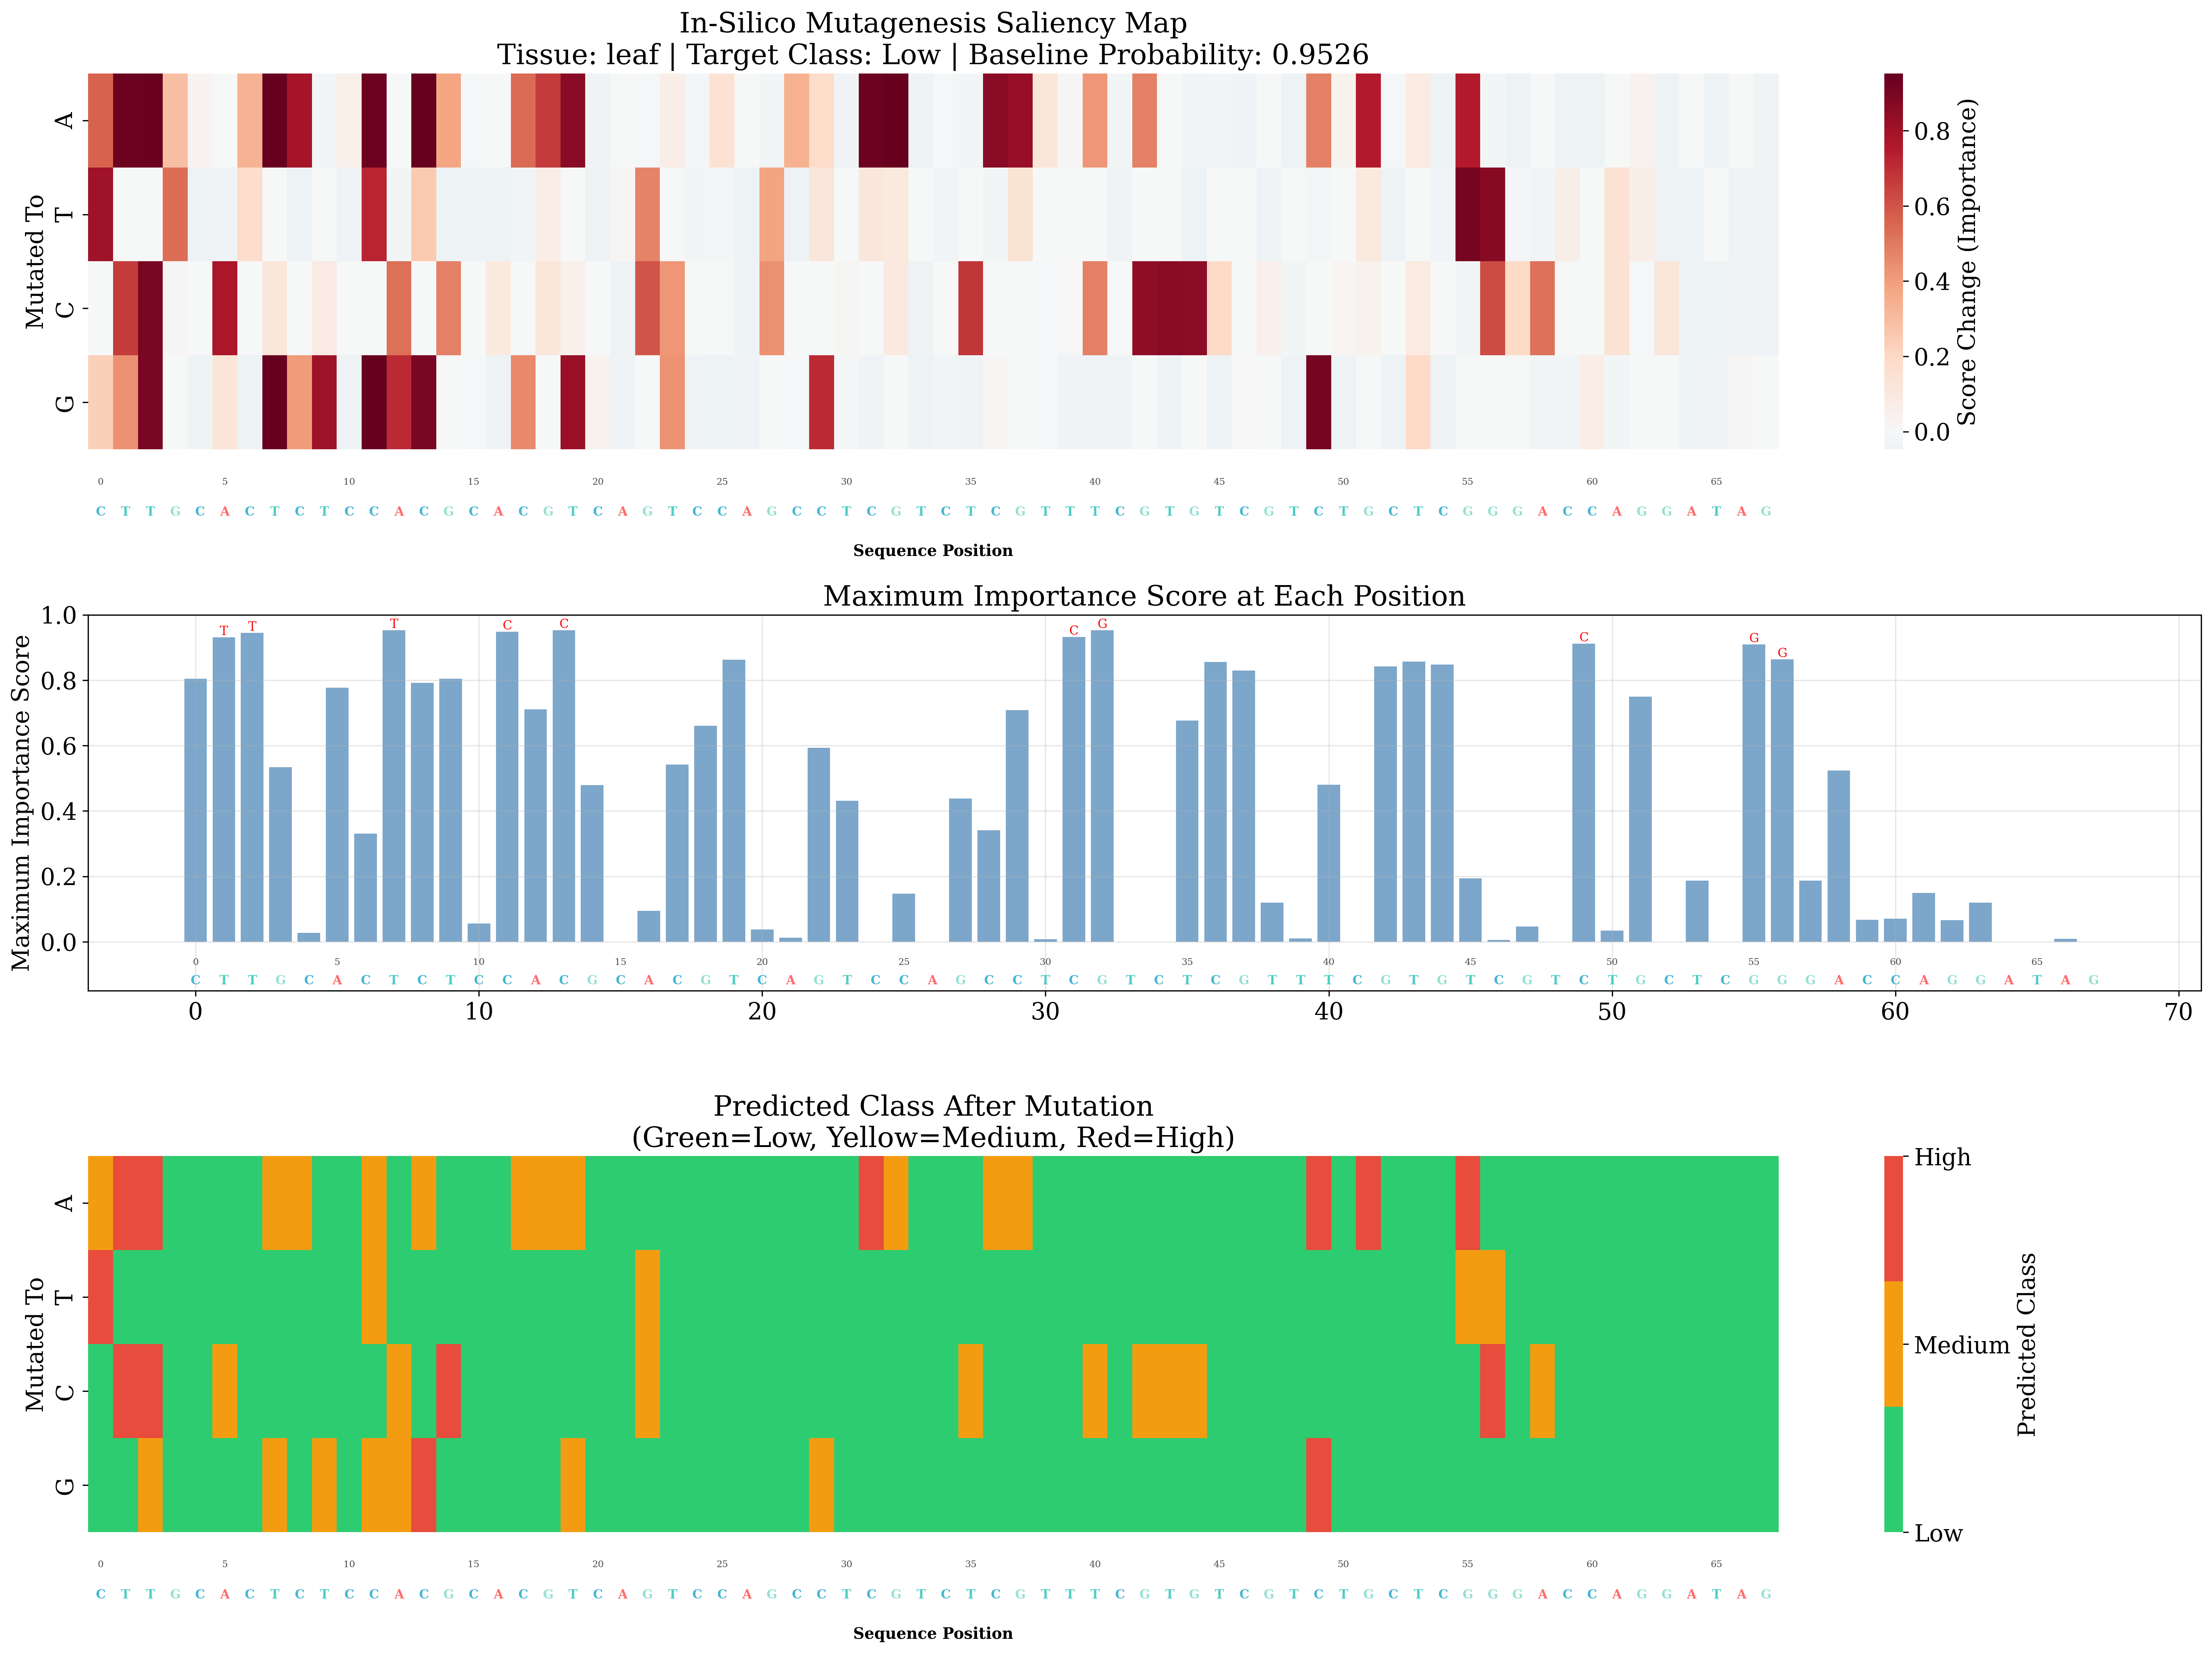 In-Silico Mutagenesis Saliency Map
Tissue: leaf | Target Class: Low | Baseline Probability: 0.9526
Mutated To
A
T
C
G
0.8
0.6
0.4
0.2
0.0
Score Change (Importance)
0 5 10 15 20 25 30 35 40 45 50 55 60 65
C T T G C A C T C T C C A C G C A C G T C A G T C C A G C C T C G T C T C G T T T C G T G T C G T C T G C T C G G G A C C A G G A T A G
Sequence Position
Maximum Importance Score at Each Position
Maximum Importance Score
1.0
0.8
0.6
0.4
0.2
0.0
T T T C C C G C G G
0 5 10 15 20 25 30 35 40 45 50 55 60 65
C T T G C A C T C T C C A C G C A C G T C A G T C C A G C C T C G T C T C G T T T C G T G T C G T C T G C T C G G G A C C A G G A T A G
0 10 20 30 40 50 60 70
Predicted Class After Mutation
(Green=Low, Yellow=Medium, Red=High)
Mutated To
A
T
C
G
High
Medium
Low
Predicted Class
0 5 10 15 20 25 30 35 40 45 50 55 60 65
C T T G C A C T C T C C A C G C A C G T C A G T C C A G C C T C G T C T C G T T T C G T G T C G T C T G C T C G G G A C C A G G A T A G
Sequence Position